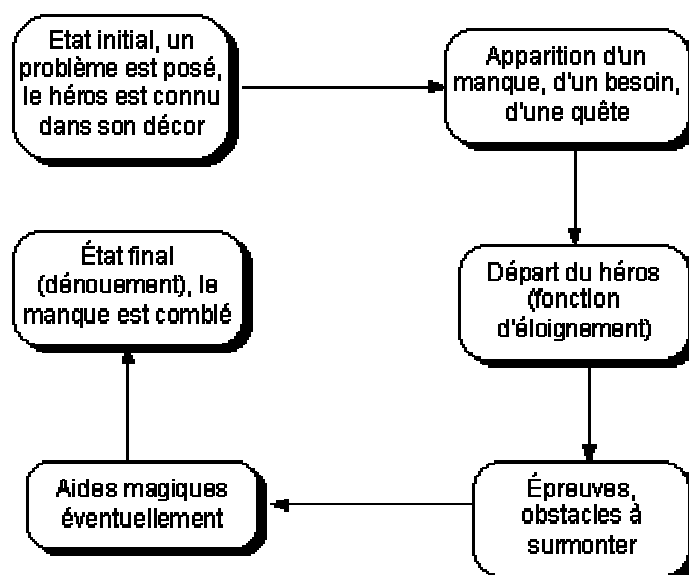 Etat initial, un
problème est posé,
le héros est connu
dans son décor
Apparition d'un
manque, d'un besoin,
d'une quête
Départ du héros
(fonction
d'éloignement)
Épreuves,
obstacles à
surmonter
Aides magiques
éventuellement
État final
(dénouement), le
manque est comblé